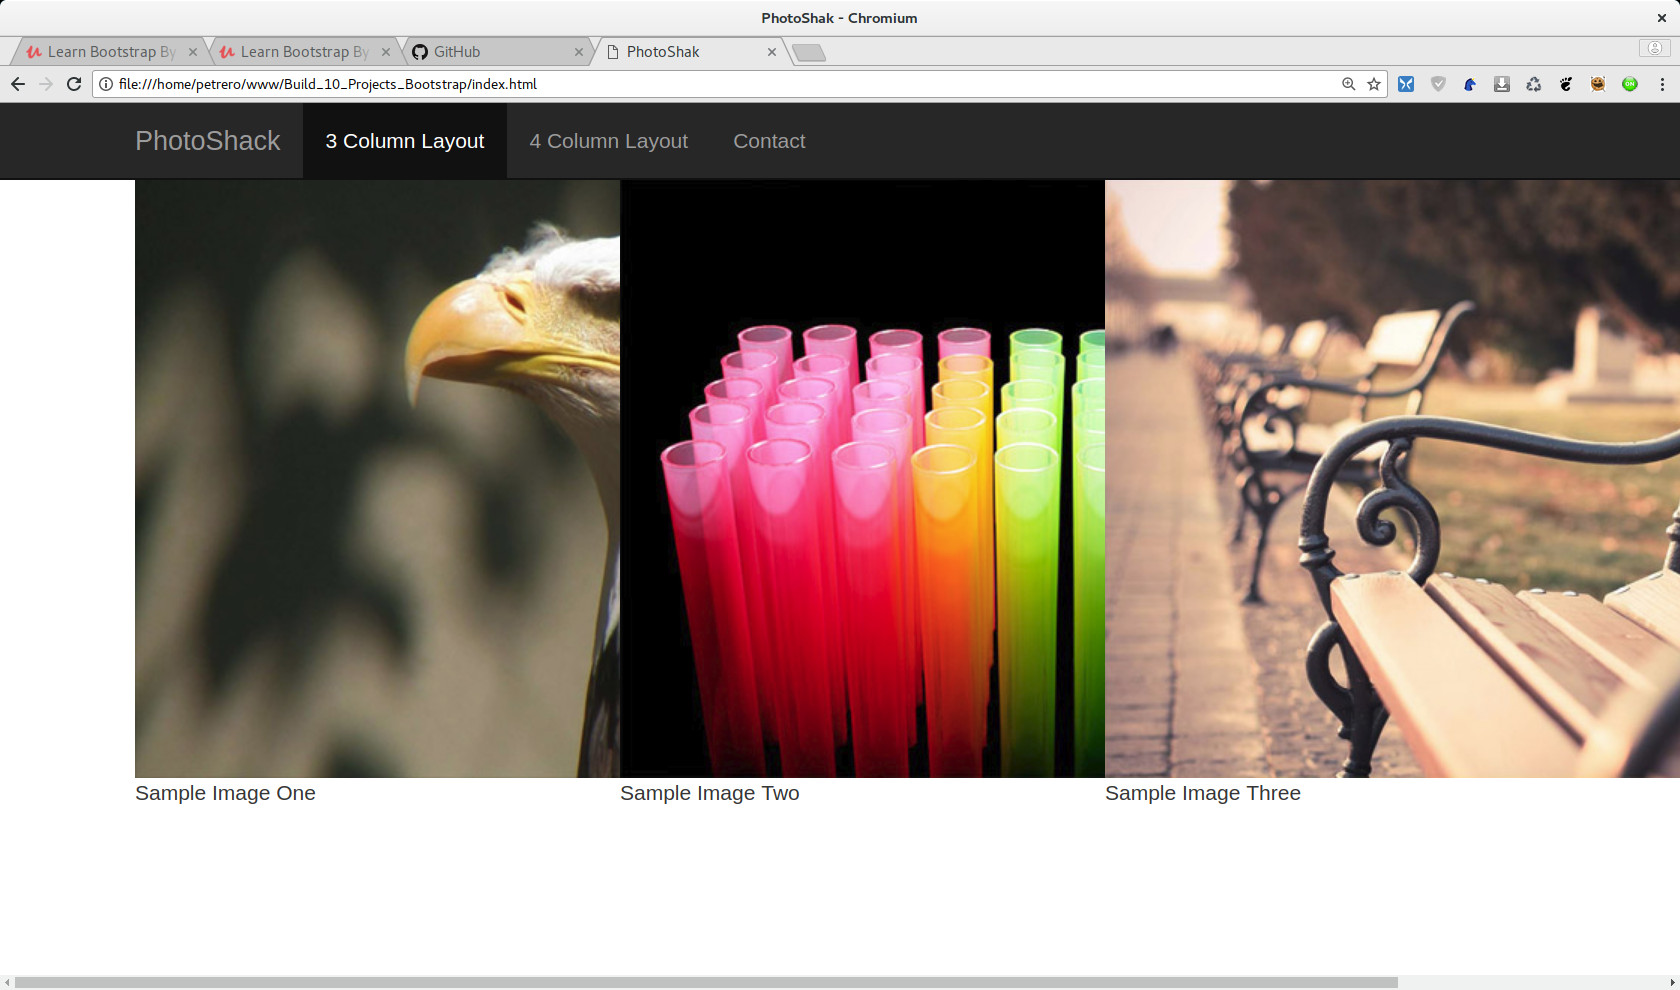 PhotoShak - Chromium
Learn Bootstrap By
Learn Bootstrap By
GitHub
PhotoShak
file:///home/petrero/www/Build_10_Projects_Bootstrap/index.html
ON
PhotoShack
3 Column Layout
4 Column Layout
Contact
Sample Image One
Sample Image Two
Sample Image Three